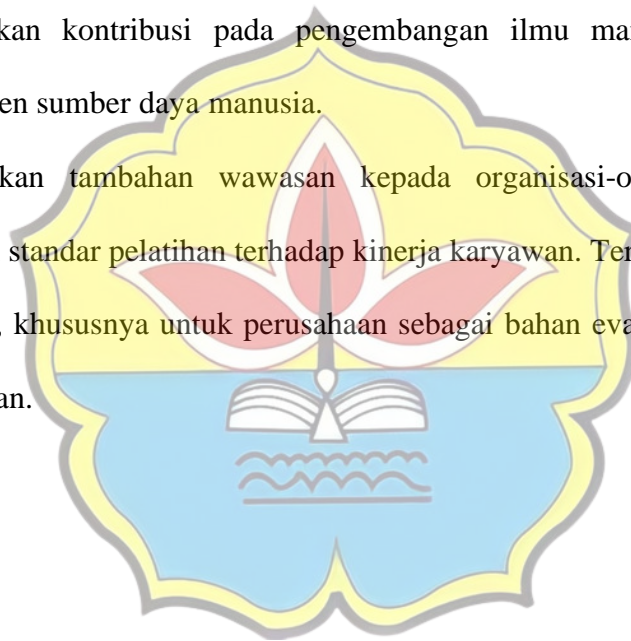 kan kontribusi pada pengembangan ilmu ma
en sumber daya manusia.
kan tambahan wawasan kepada organisasi-o
standar pelatihan terhadap kinerja karyawan. Ter
, khususnya untuk perusahaan sebagai bahan eva
an.